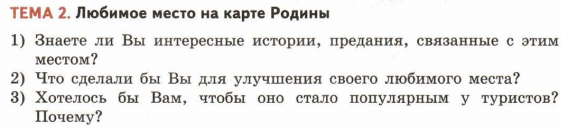 ТЕМА 2. Любимое место на карте Родины
1) Знаете ли Вы интересные истории, предания, связанные с этим
местом?
2) Что сделали бы Вы для улучшения своего любимого места?
3) Хотелось бы Вам, чтобы оно стало популярным у туристов?
Почему?